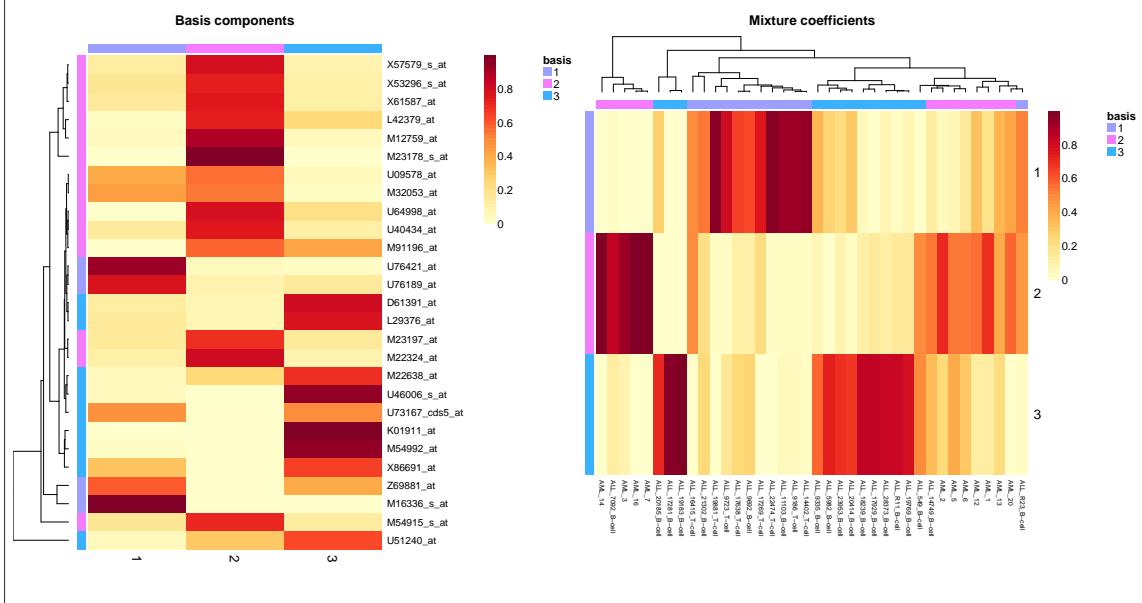 Basis components
X57579_s_at
X53296_s_at
X61587_at
L42379_at
M12759_at
M23178_s_at
U09578_at
M32053_at
U64998_at
U40434_at
M91196_at
U76421_at
U76189_at
D61391_at
L29376_at
M23197_at
M22324_at
M22638_at
U46006_s_at
U73167_cds5_at
K01911_at
M54992_at
X86691_at
Z69881_at
M16336_s_at
M54915_s_at
U51240_at
1
2
3
0.8
0.6
0.4
0.2
0
basis
1
2
3
Mixture coefficients
1
2
3
AML_14
ALL_7092_B-cell
AML_3
AML_16
AML_7
ALL_20185_B-cell
ALL_17281_B-cell
ALL_19183_B-cell
ALL_16415_T-cell
ALL_21302_B-cell
ALL_19881_T-cell
ALL_9723_T-cell
ALL_17638_T-cell
ALL_9692_B-cell
ALL_17269_T-cell
ALL_22474_T-cell
ALL_11103_B-cell
ALL_9186_T-cell
ALL_14402_T-cell
ALL_9335_B-cell
ALL_5982_B-cell
ALL_23953_B-cell
ALL_20414_B-cell
ALL_18239_B-cell
ALL_17929_B-cell
ALL_28373_B-cell
ALL_R11_B-cell
ALL_19769_B-cell
ALL_549_B-cell
ALL_14749_B-cell
AML_2
AML_5
AML_6
AML_12
AML_1
AML_13
AML_20
ALL_R23_B-cell
0.8
0.6
0.4
0.2
0
basis
1
2
3